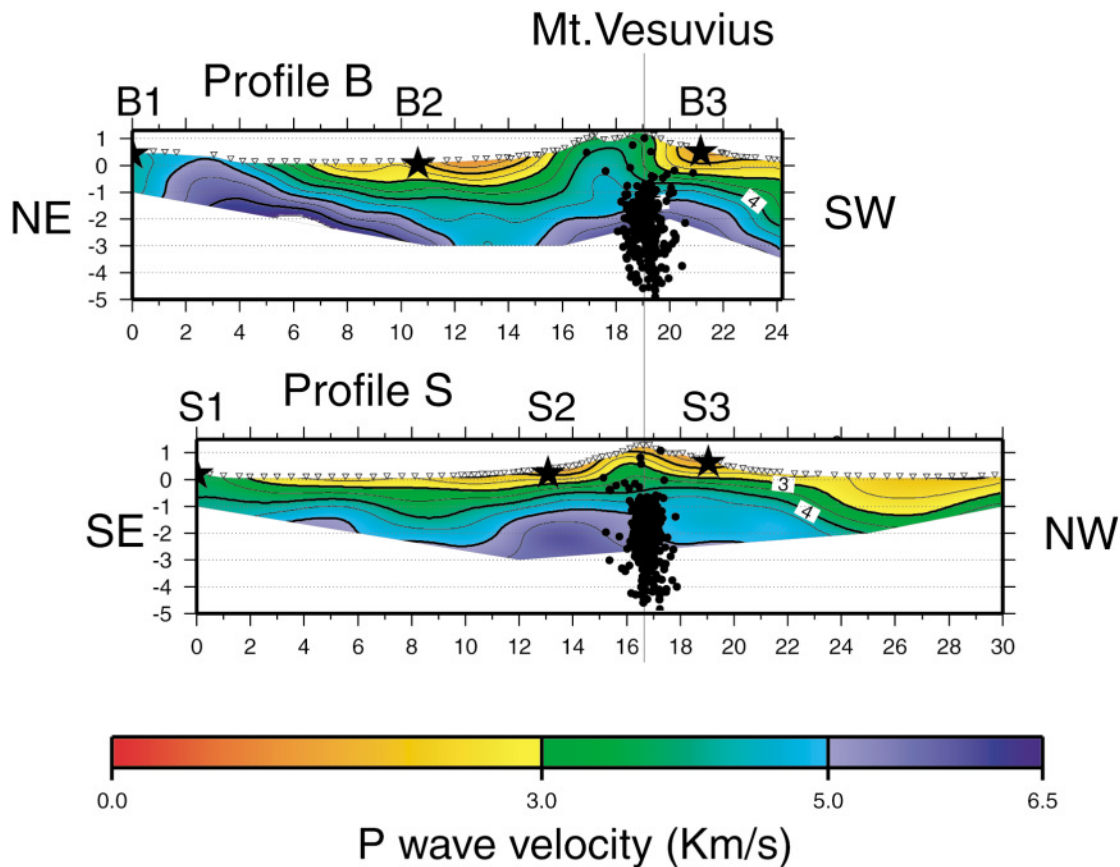 Mt.Vesuvius
Profile B
B1 B2 B3
1
0
-1
-2
-3
-4
-5
NE
SW
4
0 2 4 6 8 10 12 14 16 18 20 22 24
Profile S
S1 S2 S3
1
0
-1
-2
-3
-4
-5
SE
NW
3
4
0 2 4 6 8 10 12 14 16 18 20 22 24 26 28 30
0.0 3.0 5.0 6.5
P wave velocity (Km/s)